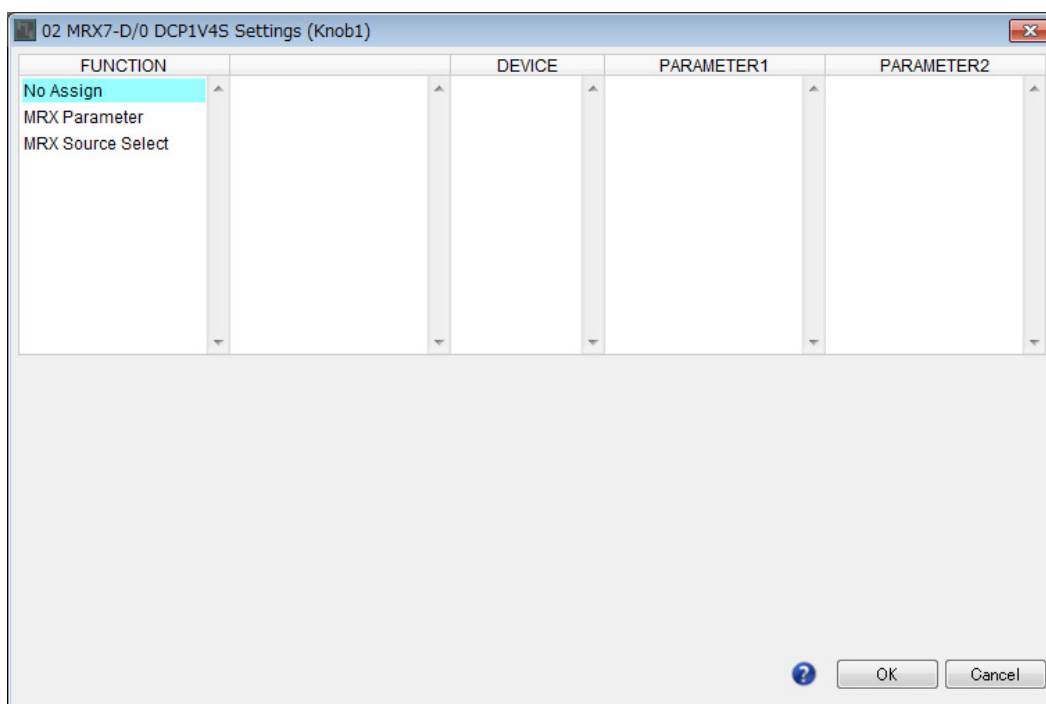 02 MRX7-D/0 DCP1V4S Settings (Knob1)
FUNCTION DEVICE PARAMETER1 PARAMETER2
No Assign
MRX Parameter
MRX Source Select
? OK Cancel